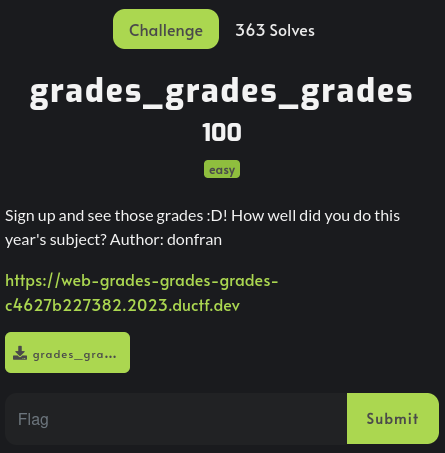 Challenge 363 Solves
grades_grades_grades
100
easy
Sign up and see those grades :D! How well did you do this
year's subject? Author: donfran
https://web-grades-grades-grades-
c4627b227382.2023.ductf.dev
grades_gra...
Flag Submit